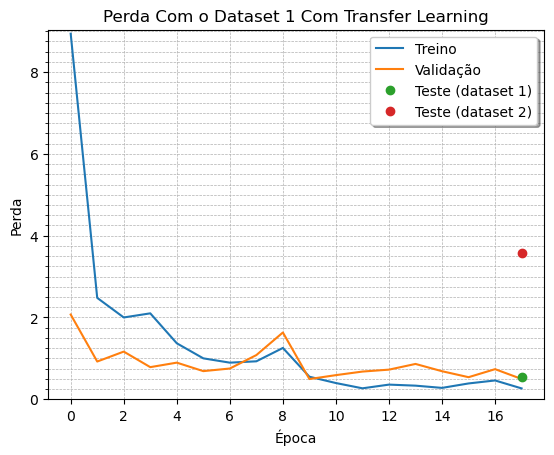 Perda Com o Dataset 1 Com Transfer Learning
Treino
Validação
Teste (dataset 1)
Teste (dataset 2)
Perda
8
6
4
2
0
0 2 4 6 8 10 12 14 16
Época